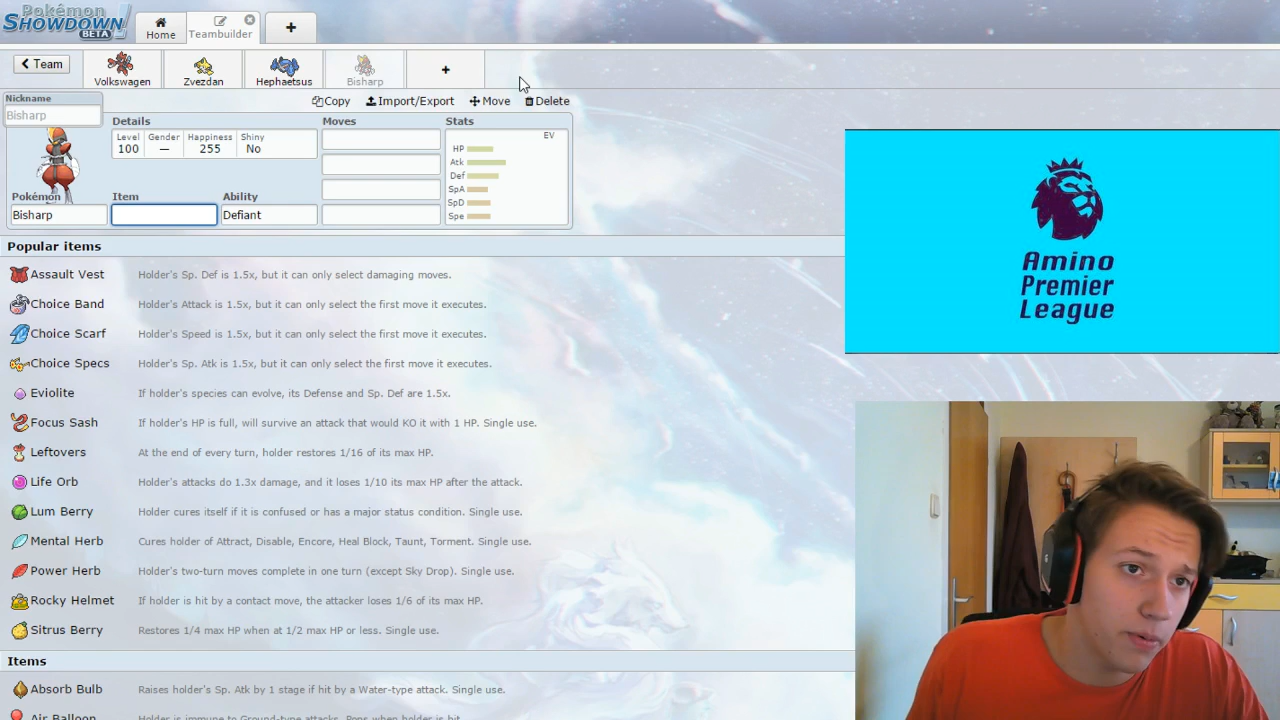 Pokémon
SHOWDOWN!
BETA
Home
Teambuilder
+
< Team
Volkswagen
Zvezdan
Hephaetsus
Bisharp
+
Nickname
Bisharp
Copy
Import/Export
Move
Delete
Details
Moves
Stats
Level
Gender
Happiness
Shiny
EV
100
—
255
No
HP
Atk
Def
SpA
SpD
Spe
Pokémon
Item
Ability
Bisharp
Defiant
Popular items
Assault Vest Holder's Sp. Def is 1.5x, but it can only select damaging moves.
Choice Band Holder's Attack is 1.5x, but it can only select the first move it executes.
Choice Scarf Holder's Speed is 1.5x, but it can only select the first move it executes.
Choice Specs Holder's Sp. Atk is 1.5x, but it can only select the first move it executes.
Eviolite If holder's species can evolve, its Defense and Sp. Def are 1.5x.
Focus Sash If holder's HP is full, will survive an attack that would KO it with 1 HP. Single use.
Leftovers At the end of every turn, holder restores 1/16 of its max HP.
Life Orb Holder's attacks do 1.3x damage, and it loses 1/10 its max HP after the attack.
Lum Berry Holder cures itself if it is confused or has a major status condition. Single use.
Mental Herb Cures holder of Attract, Disable, Encore, Heal Block, Taunt, Torment. Single use.
Power Herb Holder's two-turn moves complete in one turn (except Sky Drop). Single use.
Rocky Helmet If holder is hit by a contact move, the attacker loses 1/6 of its max HP.
Sitrus Berry Restores 1/4 max HP when at 1/2 max HP or less. Single use.
Items
Absorb Bulb Raises holder's Sp. Atk by 1 stage if hit by a Water-type attack. Single use.
Air Balloon Holder is immune to Ground-type attacks. Pops when holder is hit.
Amino
Premier
League